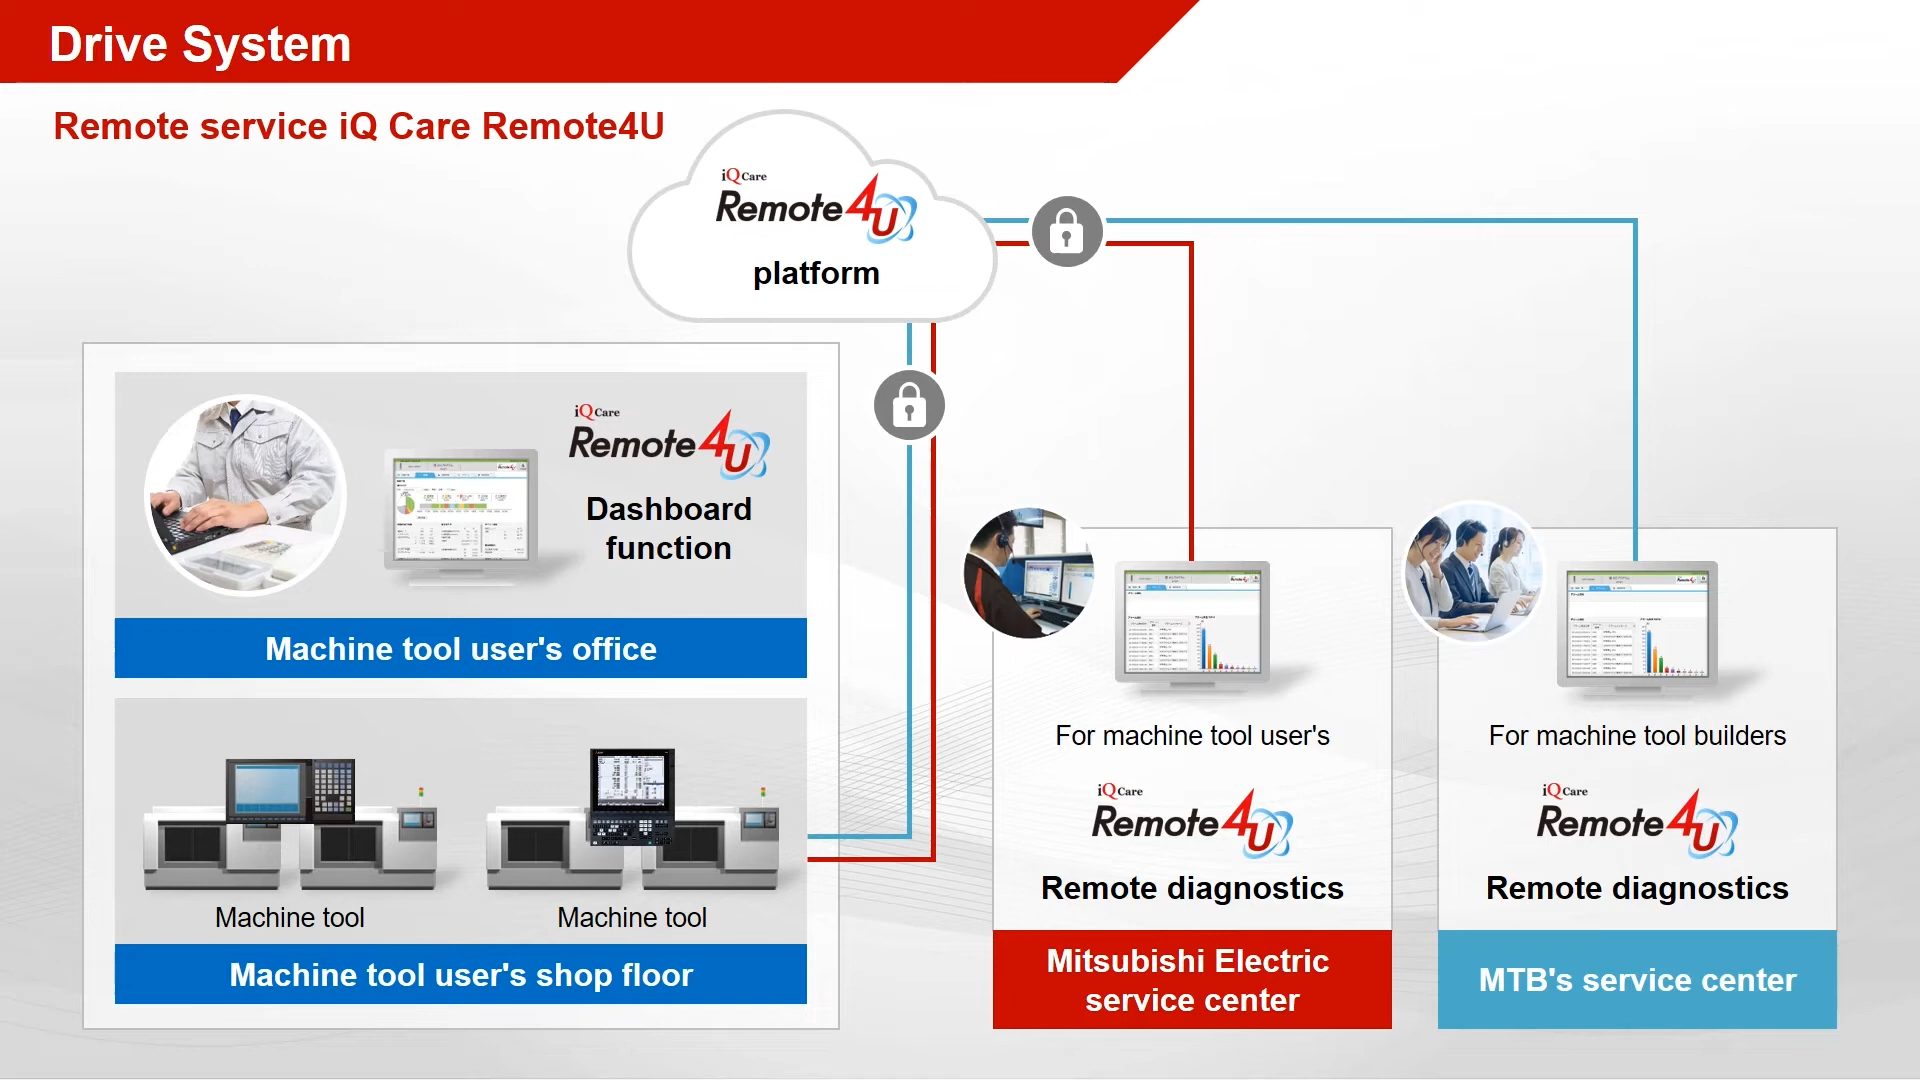 Drive System
Remote service iQ Care Remote4U
iQ Care
Remote4U
platform
iQ Care
Remote4U
Dashboard
function
Machine tool user's office
Machine tool
Machine tool
Machine tool user's shop floor
For machine tool user's
iQ Care
Remote4U
Remote diagnostics
Mitsubishi Electric
service center
For machine tool builders
iQ Care
Remote4U
Remote diagnostics
MTB's service center